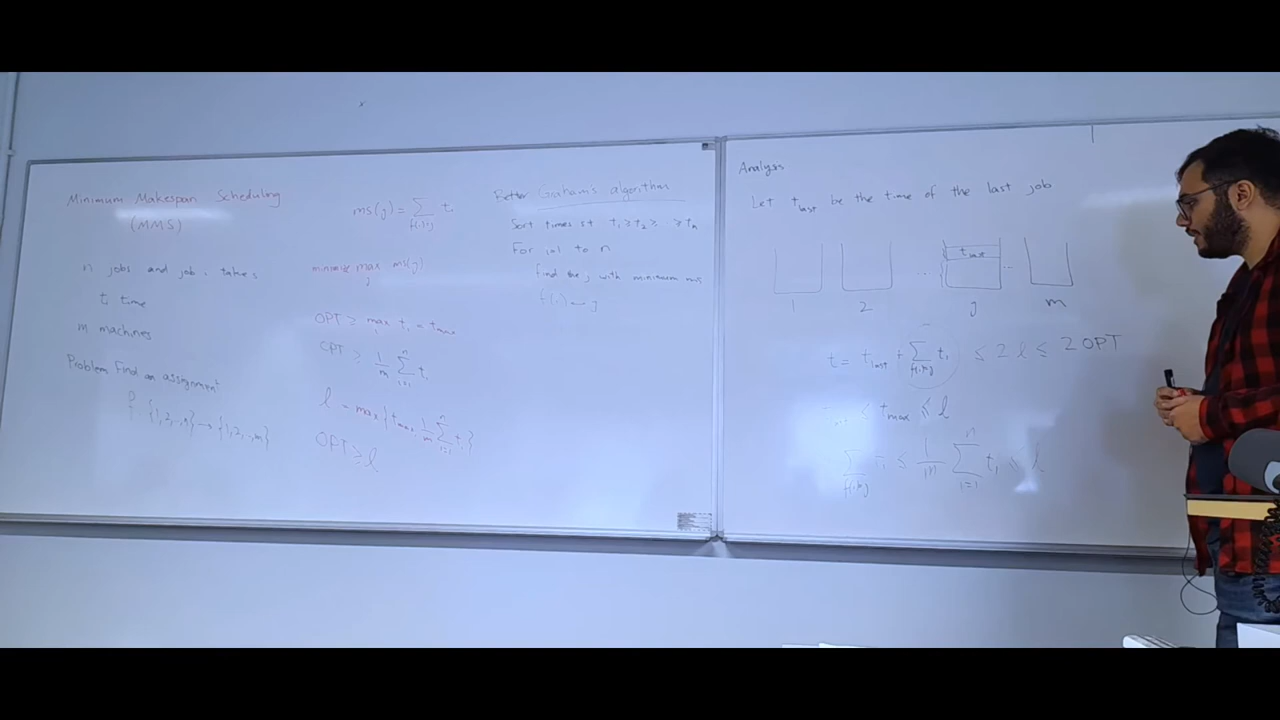 Minimum Makespan Scheduling
(MMS)
n jobs and job i takes
tᵢ time
m machines
Problem Find an assignment
f {1,2,..,n} → {1,2,..,m}
ms(j) = Σ tᵢ
f(i)=j
minimize max ms(j)
j
OPT ≥ max tᵢ = tmax
i
OPT ≥ 1/m Σ tᵢ
i=1
n
l = max { tmax, 1/m Σ tᵢ }
i=1
n
OPT ≥ l
Better Graham's algorithm
Sort times st t₁ ≥ t₂ ≥ .. ≥ tₙ
For i=1 to n
find the j with minimum ms
f(i) ← j
Analysis
Let tlast be the time of the last job
tlast
... ...
1 2 j m
t = tlast + Σ tᵢ ≤ 2 l ≤ 2 OPT
f(i)=j
≤ tmax ≤ l
n
Σ tᵢ ≤ 1/m Σ tᵢ ≤ l
f(i)=j i=1